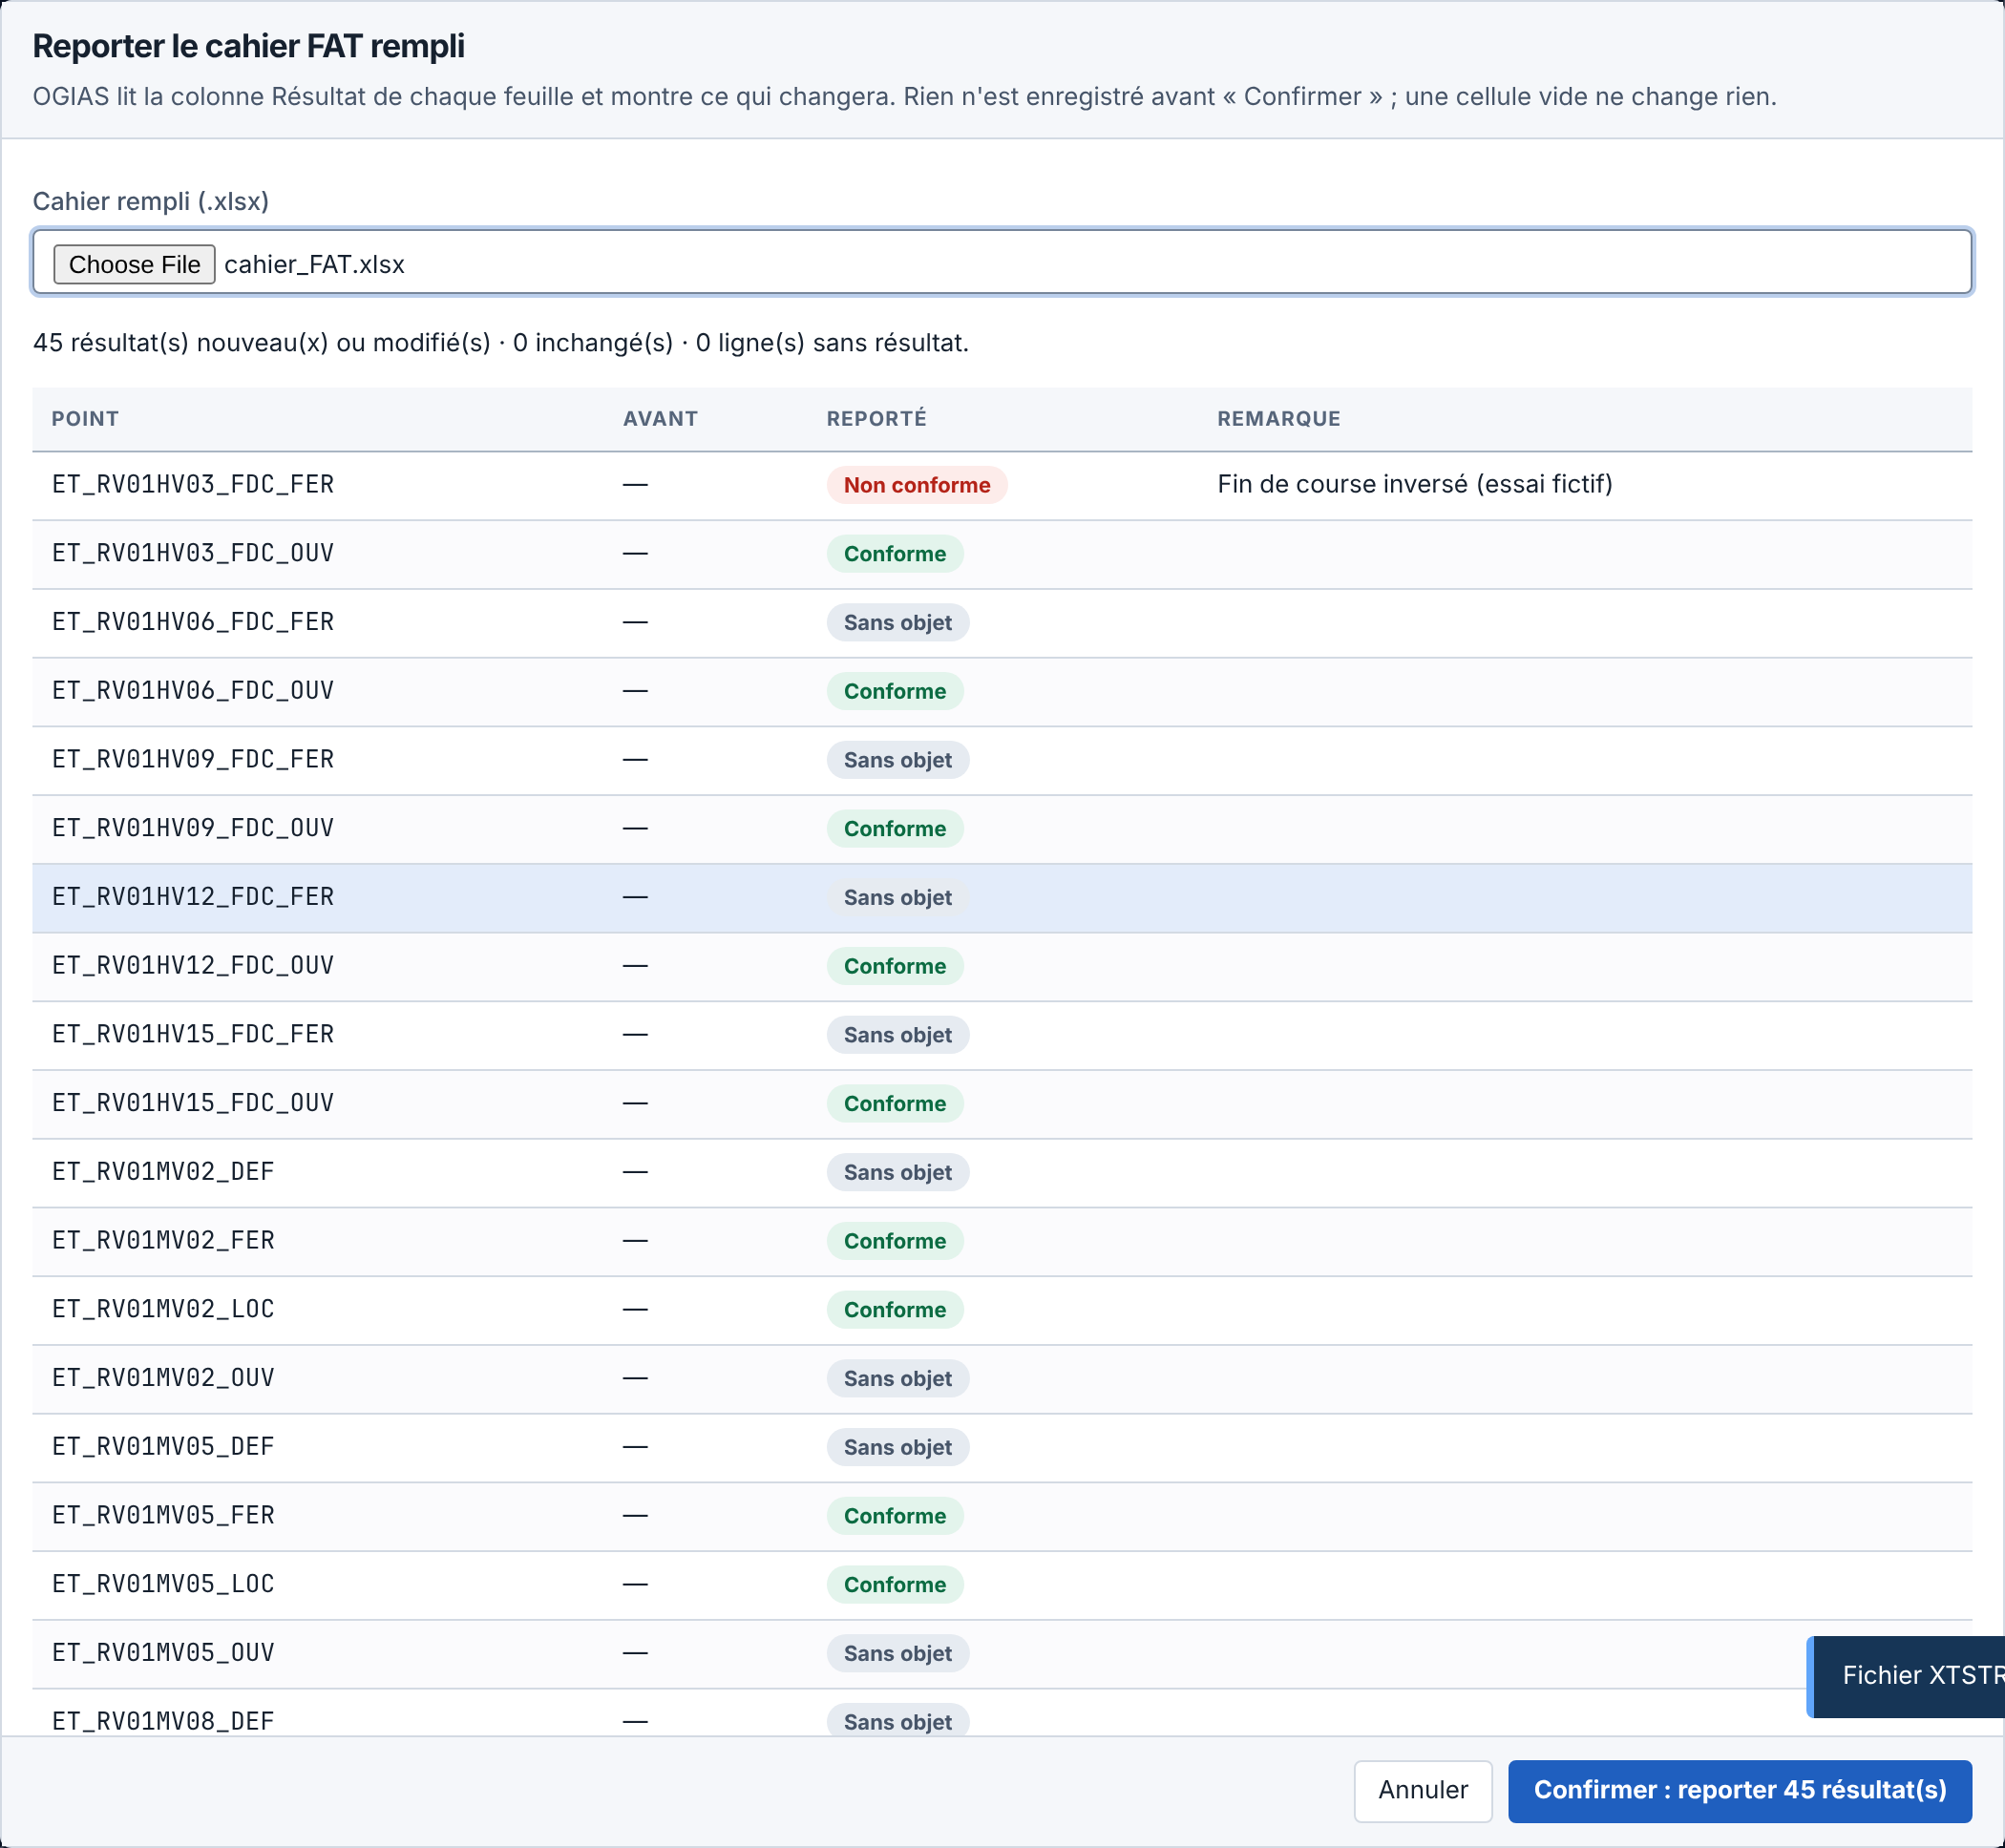 Reporter le cahier FAT rempli
OGIAS lit la colonne Résultat de chaque feuille et montre ce qui changera. Rien n'est enregistré avant « Confirmer » ; une cellule vide ne change rien.
Cahier rempli (.xlsx)
Choose File cahier_FAT.xlsx
45 résultat(s) nouveau(x) ou modifié(s) · 0 inchangé(s) · 0 ligne(s) sans résultat.
POINT AVANT REPORTÉ REMARQUE
ET_RV01HV03_FDC_FER — Non conforme Fin de course inversé (essai fictif)
ET_RV01HV03_FDC_OUV — Conforme
ET_RV01HV06_FDC_FER — Sans objet
ET_RV01HV06_FDC_OUV — Conforme
ET_RV01HV09_FDC_FER — Sans objet
ET_RV01HV09_FDC_OUV — Conforme
ET_RV01HV12_FDC_FER — Sans objet
ET_RV01HV12_FDC_OUV — Conforme
ET_RV01HV15_FDC_FER — Sans objet
ET_RV01HV15_FDC_OUV — Conforme
ET_RV01MV02_DEF — Sans objet
ET_RV01MV02_FER — Conforme
ET_RV01MV02_LOC — Conforme
ET_RV01MV02_OUV — Sans objet
ET_RV01MV05_DEF — Sans objet
ET_RV01MV05_FER — Conforme
ET_RV01MV05_LOC — Conforme
ET_RV01MV05_OUV — Sans objet
Fichier
ET_RV01MV08_DEF — Sans objet
Annuler Confirmer : reporter 45 résultat(s)